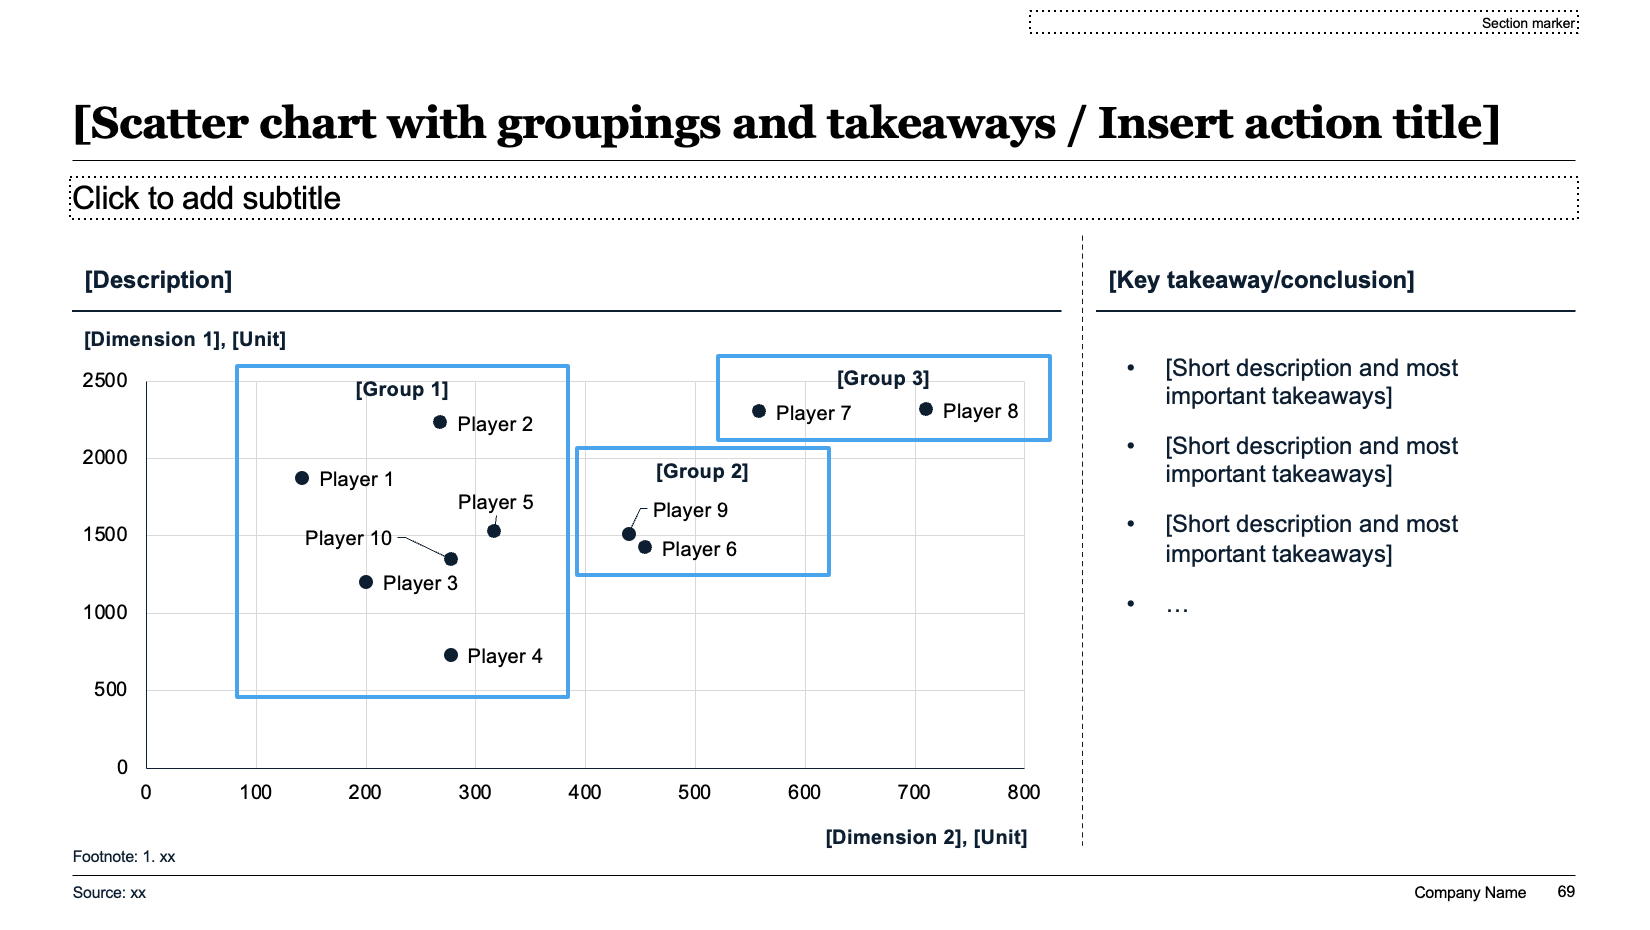 Section marker
[Scatter chart with groupings and takeaways / Insert action title]
Click to add subtitle
[Description]
[Dimension 1], [Unit]
2500
2000
1500
1000
500
0
0 100 200 300 400 500 600 700 800
[Dimension 2], [Unit]
[Group 1]
Player 2
Player 1
Player 5
Player 10
Player 3
Player 4
[Group 3]
Player 7
Player 8
[Group 2]
Player 9
Player 6
[Key takeaway/conclusion]
• [Short description and most
important takeaways]
• [Short description and most
important takeaways]
• [Short description and most
important takeaways]
• …
Footnote: 1. xx
Source: xx
Company Name 69